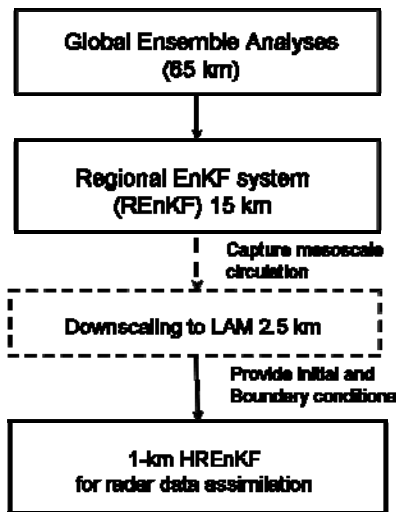 Global Ensemble Analyses
(65 km)
Regional EnKF system
(REnKF) 15 km
Capture mesoscale
circulation
Downscaling to LAM 2.5 km
Provide Initial and
Boundary conditions
1-km HREnKF
for radar data assimilation